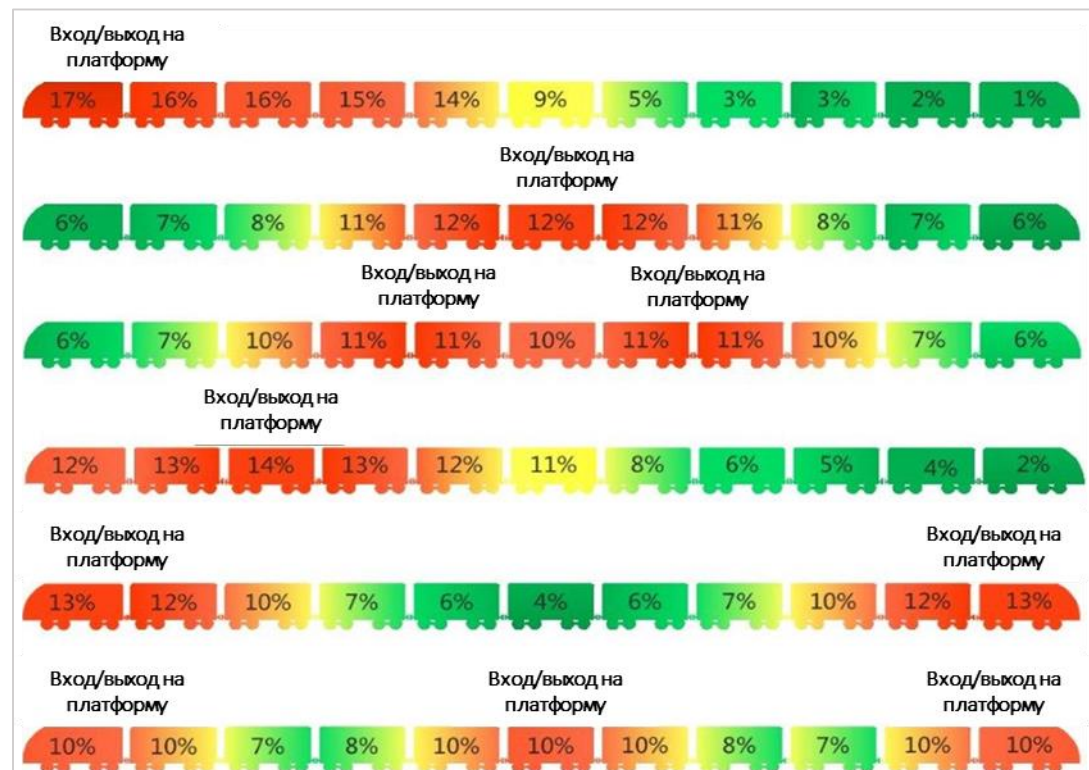 Вход/выход на
платформу
17% 16% 16% 15% 14% 9% 5% 3% 3% 2% 1%
Вход/выход на
платформу
6% 7% 8% 11% 12% 12% 12% 11% 8% 7% 6%
Вход/выход на Вход/выход на
платформу платформу
6% 7% 10% 11% 11% 10% 11% 11% 10% 7% 6%
Вход/выход на
платформу
12% 13% 14% 13% 12% 11% 8% 6% 5% 4% 2%
Вход/выход на Вход/выход на
платформу платформу
13% 12% 10% 7% 6% 4% 6% 7% 10% 12% 13%
Вход/выход на Вход/выход на Вход/выход на
платформу платформу платформу
10% 10% 7% 8% 10% 10% 10% 8% 7% 10% 10%